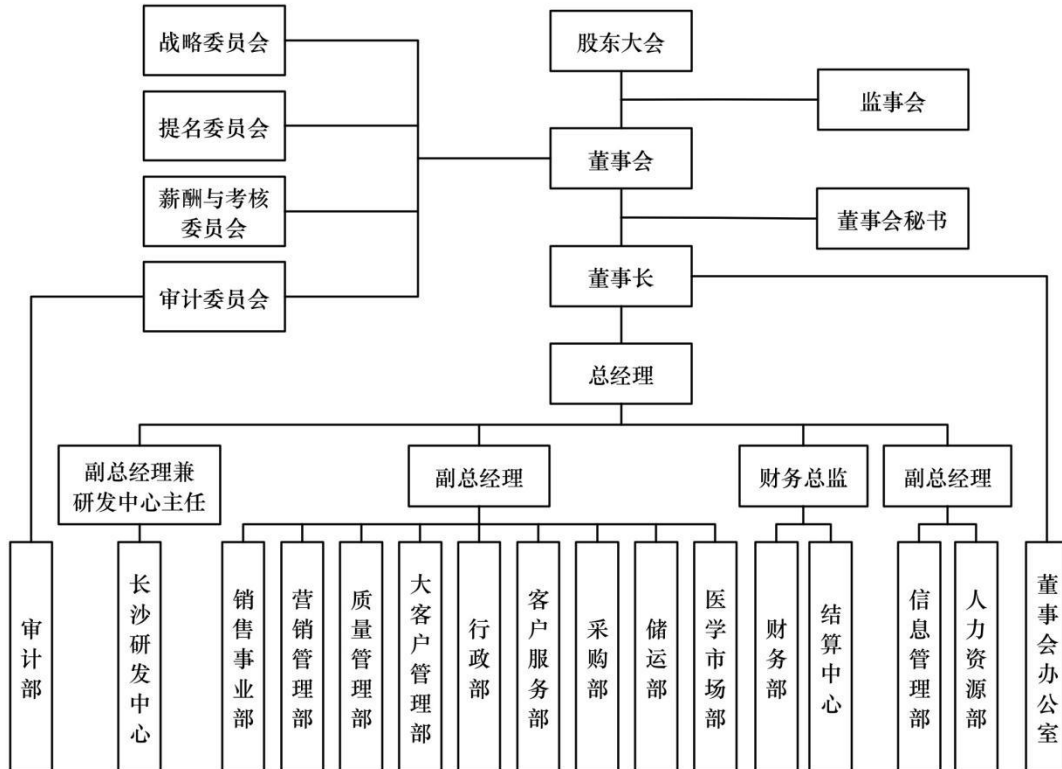 战略委员会
股东大会
监事会
提名委员会
董事会
薪酬与考核
委员会
董事会秘书
董事长
审计委员会
总经理
副总经理兼
研发中心主任
副总经理
财务总监
副总经理
审计部
长沙研发中心
销售事业部
营销管理部
质量管理部
大客户管理部
行政部
客户服务部
采购部
储运部
医学市场部
财务部
结算中心
信息管理部
人力资源部
董事会办公室